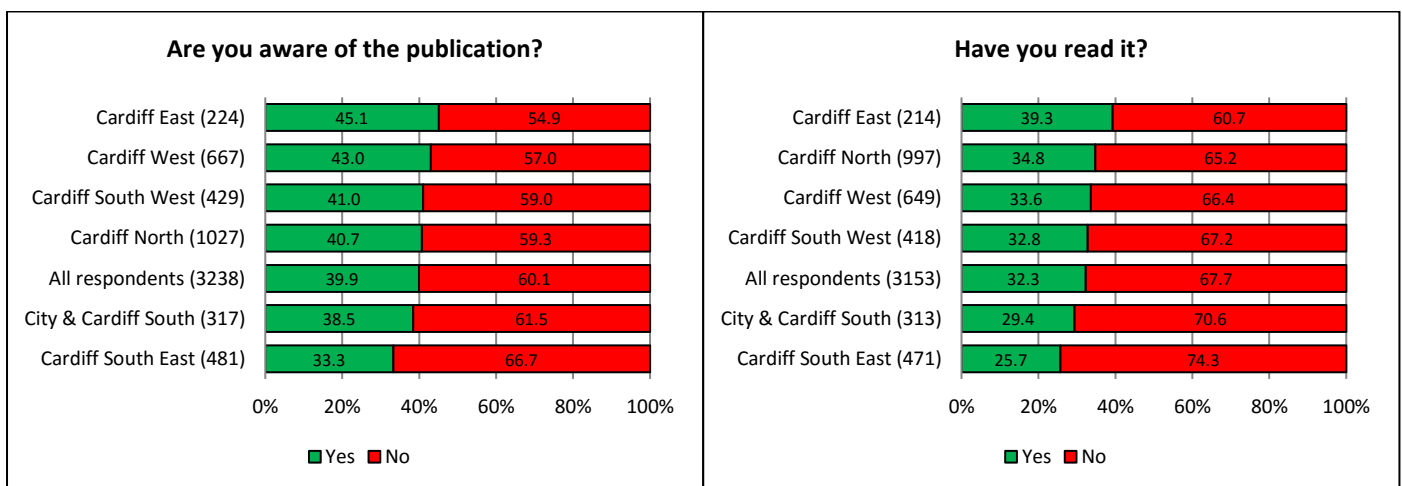 Are you aware of the publication?
Cardiff East (224) 45.1 54.9
Cardiff West (667) 43.0 57.0
Cardiff South West (429) 41.0 59.0
Cardiff North (1027) 40.7 59.3
All respondents (3238) 39.9 60.1
City & Cardiff South (317) 38.5 61.5
Cardiff South East (481) 33.3 66.7
0% 20% 40% 60% 80% 100%
Yes No
Have you read it?
Cardiff East (214) 39.3 60.7
Cardiff North (997) 34.8 65.2
Cardiff West (649) 33.6 66.4
Cardiff South West (418) 32.8 67.2
All respondents (3153) 32.3 67.7
City & Cardiff South (313) 29.4 70.6
Cardiff South East (471) 25.7 74.3
0% 20% 40% 60% 80% 100%
Yes No